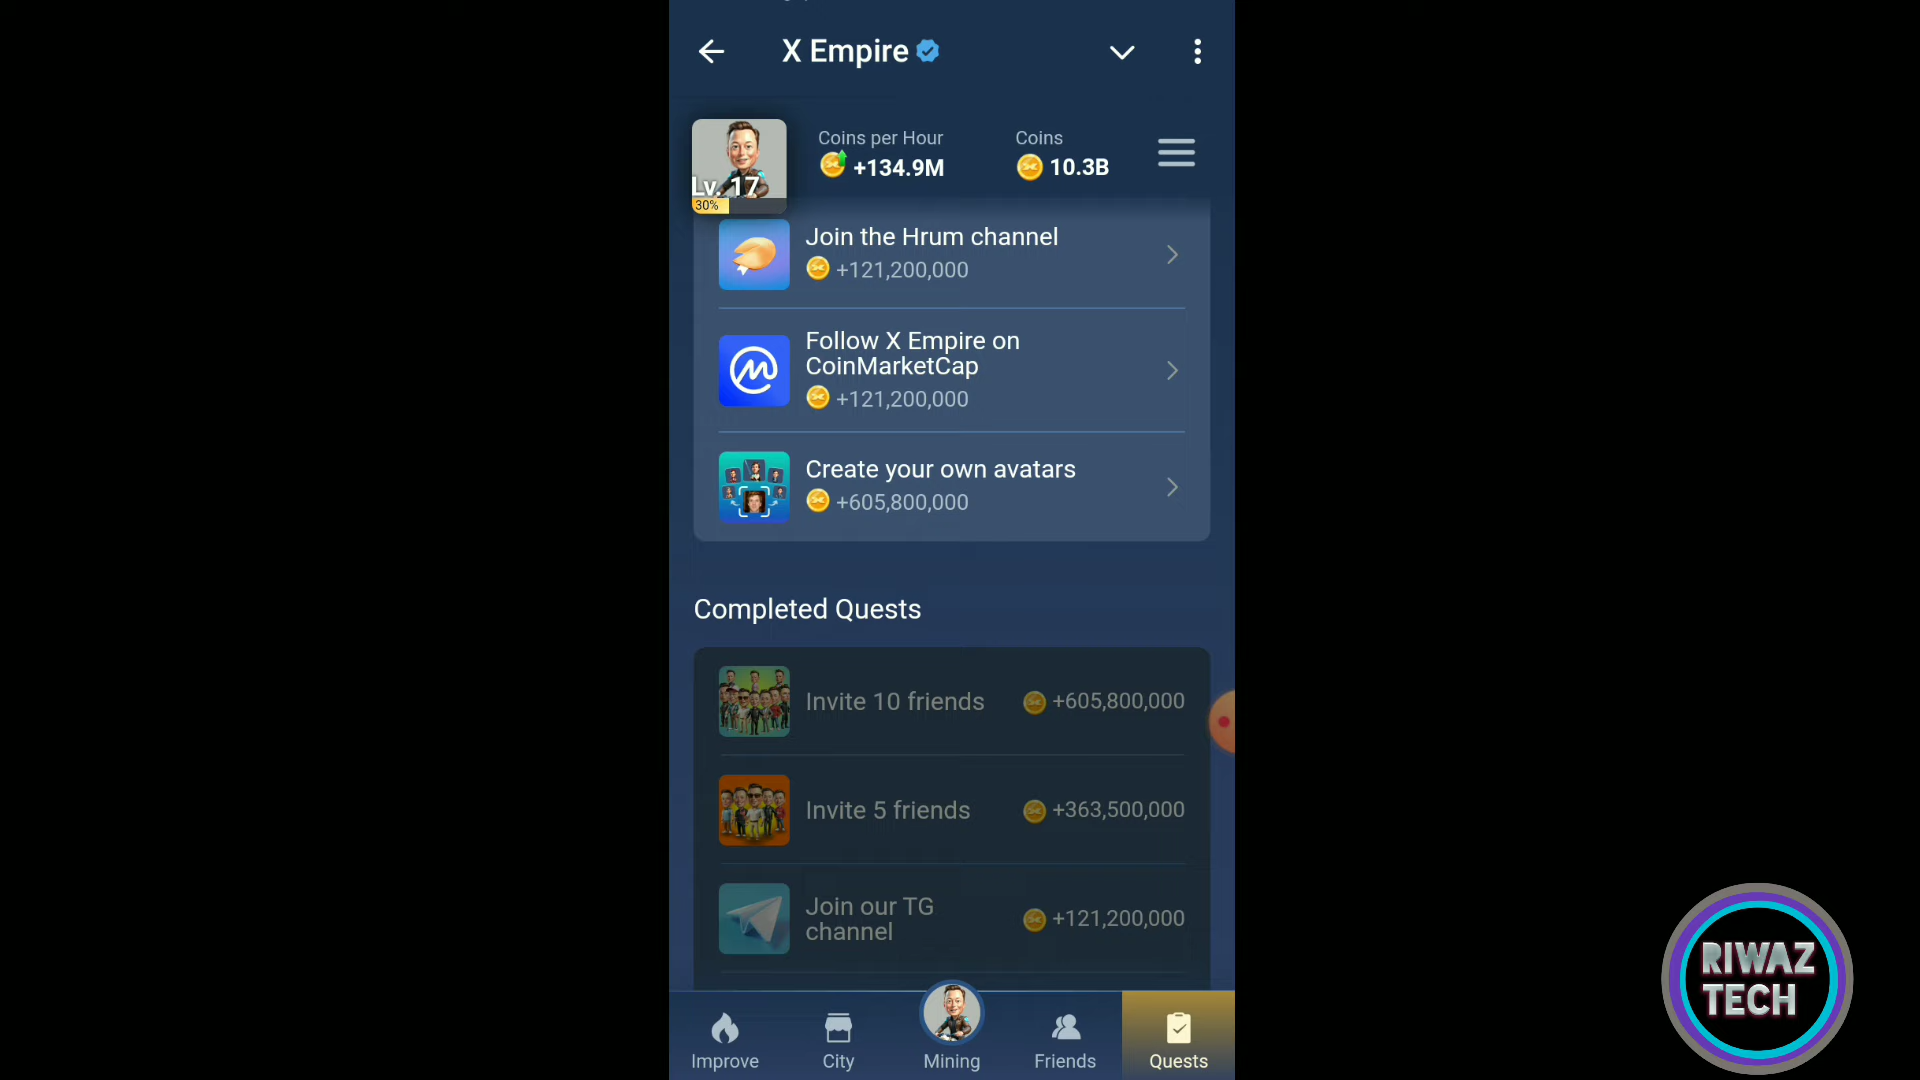 X Empire
Coins per Hour
+134.9M
Coins
10.3B
Lv. 17
30%
Join the Hrum channel
+121,200,000
Follow X Empire on
CoinMarketCap
+121,200,000
Create your own avatars
+605,800,000
Completed Quests
Invite 10 friends
+605,800,000
Invite 5 friends
+363,500,000
Join our TG
channel
+121,200,000
Improve
City
Mining
Friends
Quests
RIWAZ
TECH